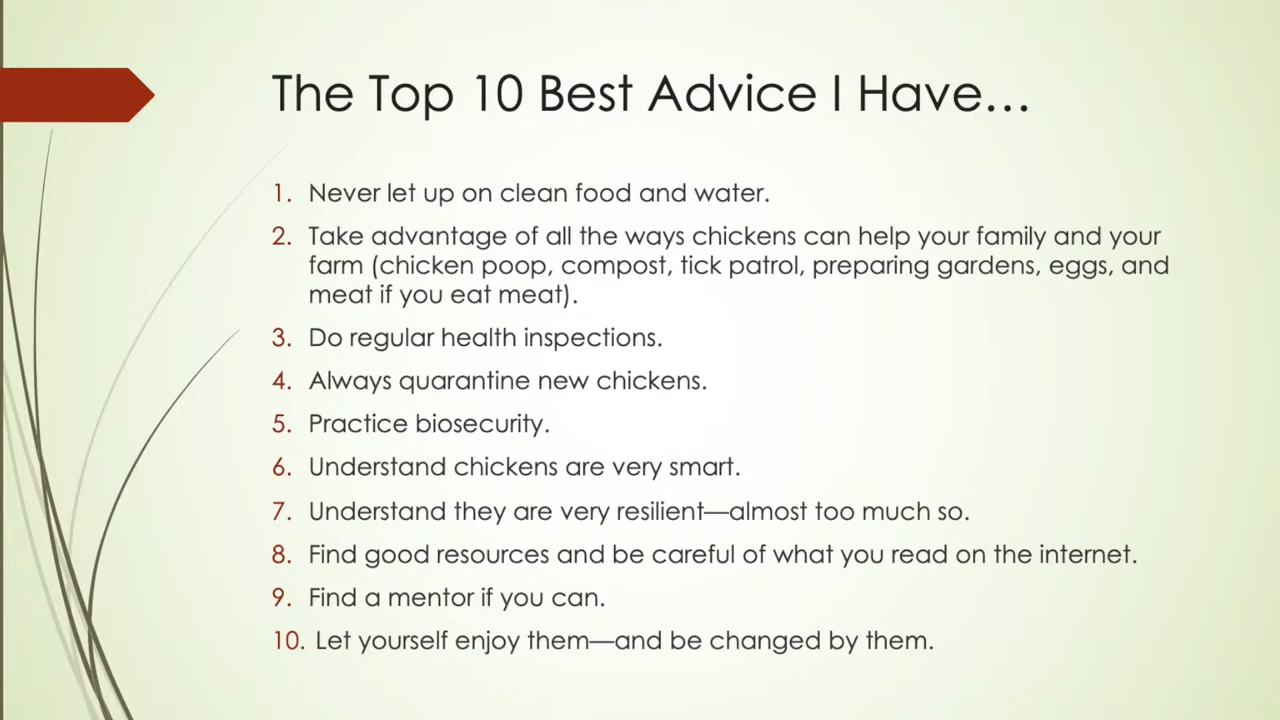 The Top 10 Best Advice I Have…
1. Never let up on clean food and water.
2. Take advantage of all the ways chickens can help your family and your
farm (chicken poop, compost, tick patrol, preparing gardens, eggs, and
meat if you eat meat).
3. Do regular health inspections.
4. Always quarantine new chickens.
5. Practice biosecurity.
6. Understand chickens are very smart.
7. Understand they are very resilient—almost too much so.
8. Find good resources and be careful of what you read on the internet.
9. Find a mentor if you can.
10. Let yourself enjoy them—and be changed by them.